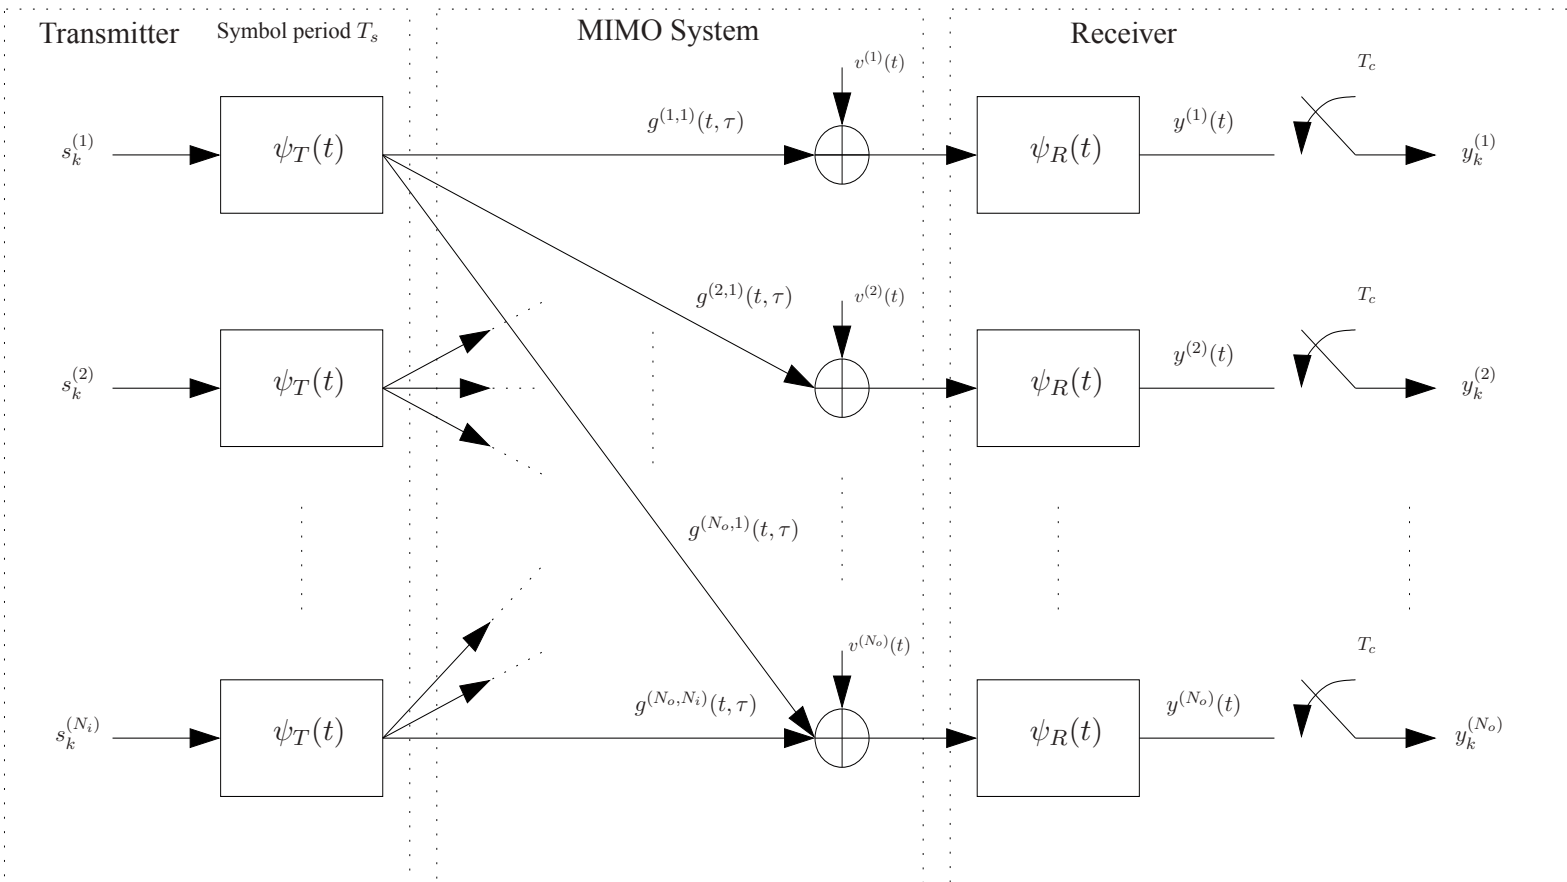 Transmitter
Symbol period $T_s$
MIMO System
Receiver
$v^{(1)}(t)$
$T_c$
$s_k^{(1)}$
$\psi_T(t)$
$g^{(1,1)}(t,\tau)$
$\psi_R(t)$
$y^{(1)}(t)$
$y_k^{(1)}$
$g^{(2,1)}(t,\tau)$
$v^{(2)}(t)$
$T_c$
$s_k^{(2)}$
$\psi_T(t)$
$\psi_R(t)$
$y^{(2)}(t)$
$y_k^{(2)}$
$g^{(N_o,1)}(t,\tau)$
$v^{(N_o)}(t)$
$T_c$
$s_k^{(N_i)}$
$\psi_T(t)$
$g^{(N_o,N_i)}(t,\tau)$
$\psi_R(t)$
$y^{(N_o)}(t)$
$y_k^{(N_o)}$